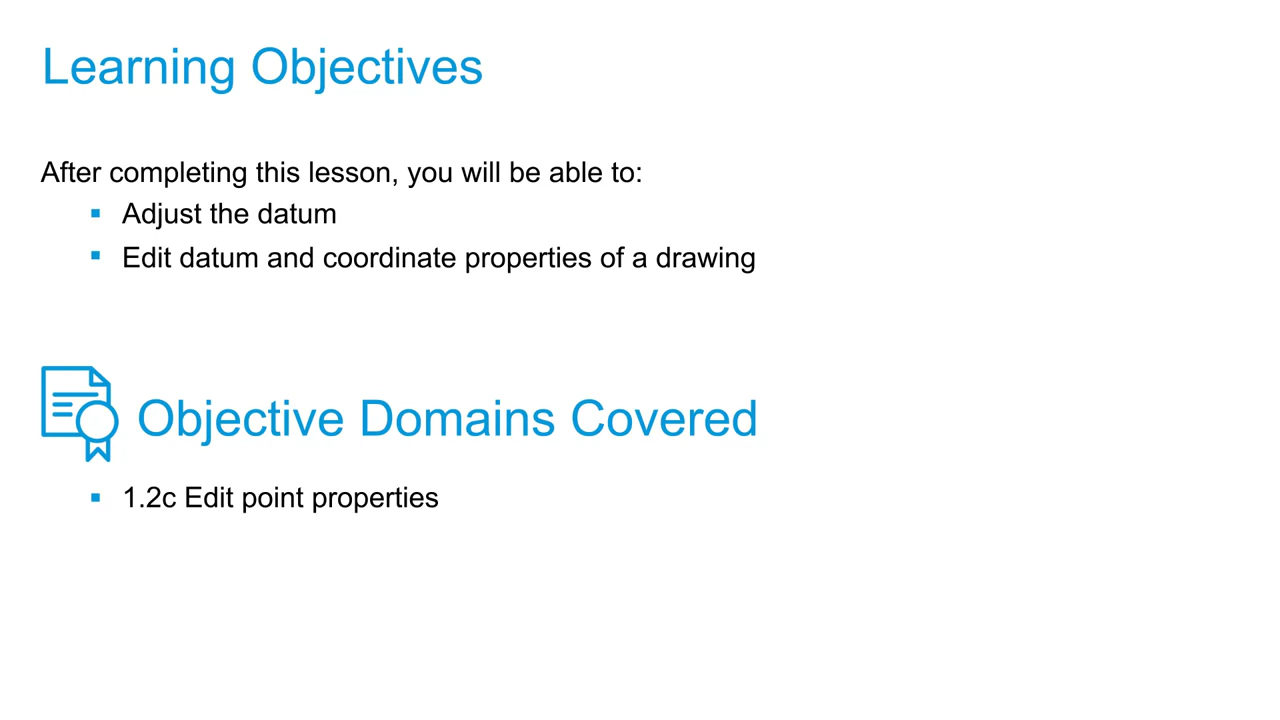 Learning Objectives
After completing this lesson, you will be able to:
▪ Adjust the datum
▪ Edit datum and coordinate properties of a drawing
Objective Domains Covered
▪ 1.2c Edit point properties